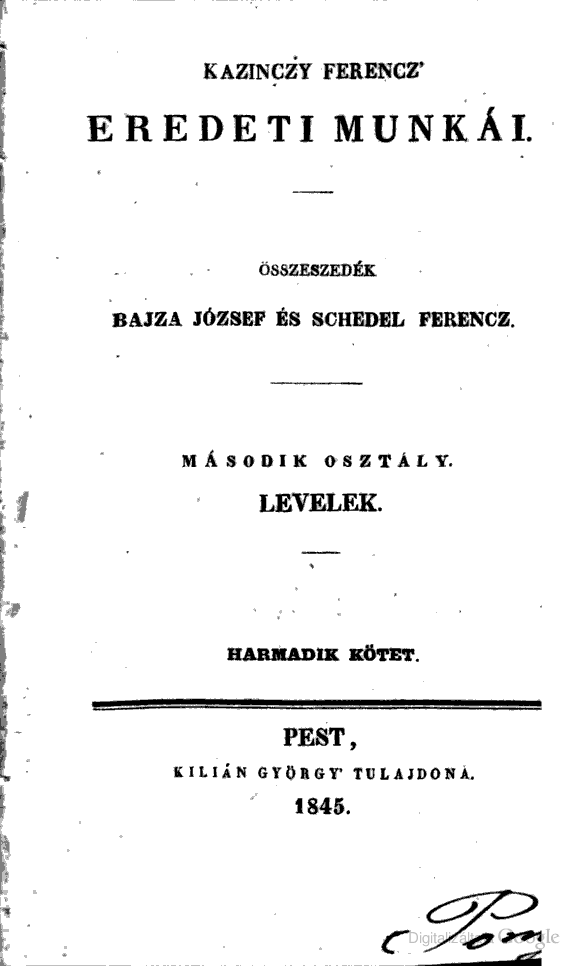 KAZINCZY FERENCZ'
EREDETI MUNKÁI.
ÖSSZESZEDÉK
BAJZA JÓZSEF ÉS SCHEDEL FERENCZ.
MÁSODIK OSZTÁLY.
LEVELEK.
HARMADIK KÖTET.
PEST,
KILIÁN GYÖRGY' TULAJDONA.
1845.
Google